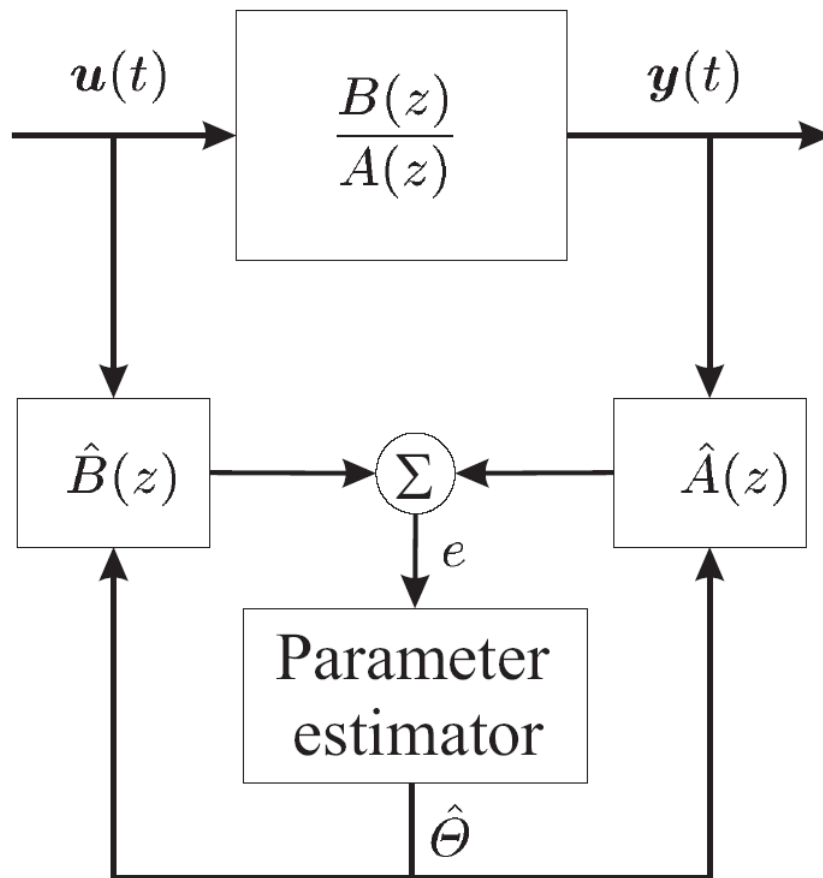 u(t)
y(t)
B(z)
A(z)
B̂(z)
Σ
Â(z)
e
Parameter
estimator
Θ̂